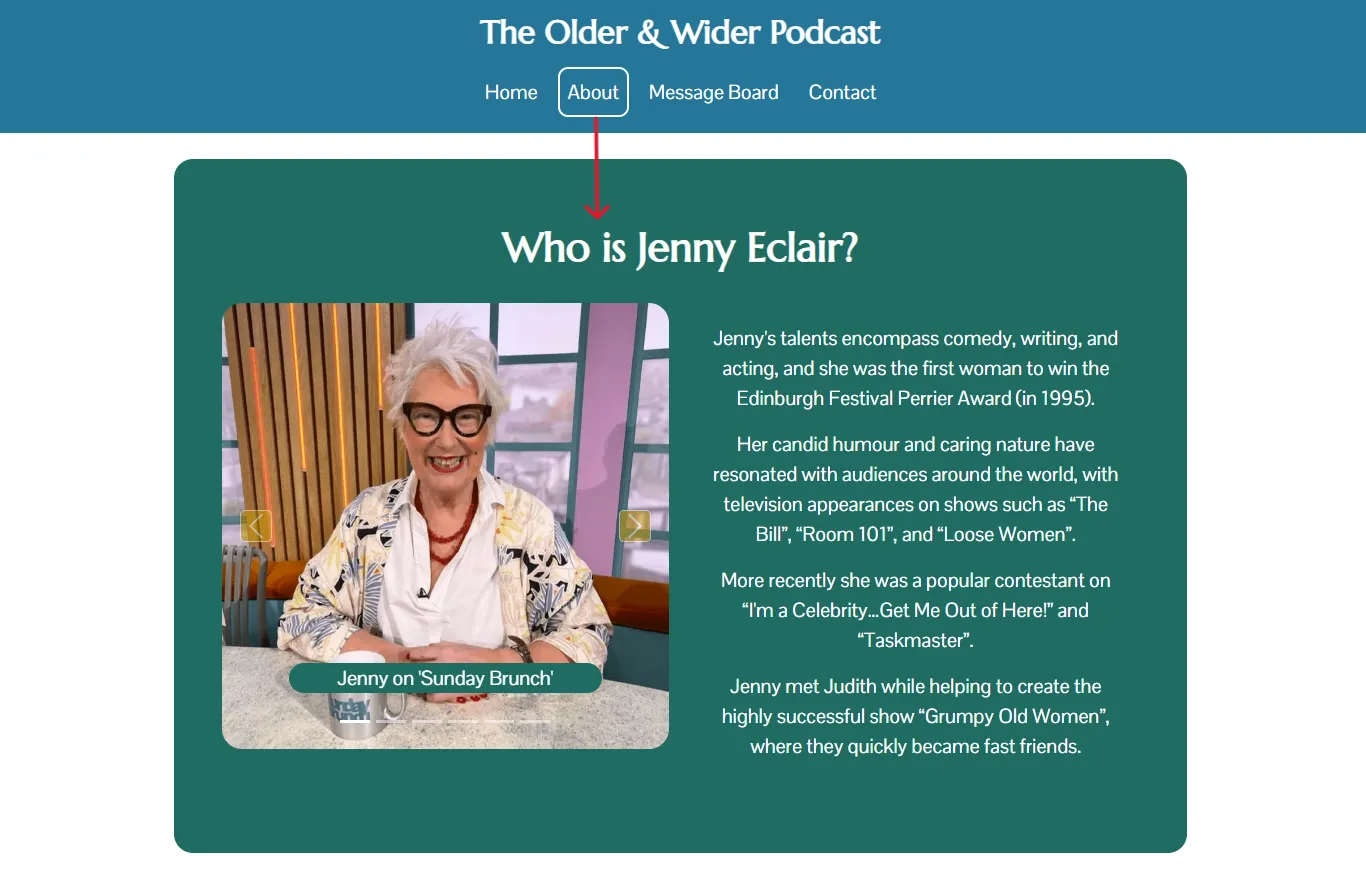 The Older & Wider Podcast
Home About Message Board Contact
Who is Jenny Eclair?
Jenny's talents encompass comedy, writing, and
acting, and she was the first woman to win the
Edinburgh Festival Perrier Award (in 1995).
Her candid humour and caring nature have
resonated with audiences around the world, with
television appearances on shows such as “The
Bill”, “Room 101”, and “Loose Women”.
More recently she was a popular contestant on
“I'm a Celebrity...Get Me Out of Here!” and
“Taskmaster”.
Jenny met Judith while helping to create the
highly successful show “Grumpy Old Women”,
where they quickly became fast friends.
Jenny on 'Sunday Brunch'